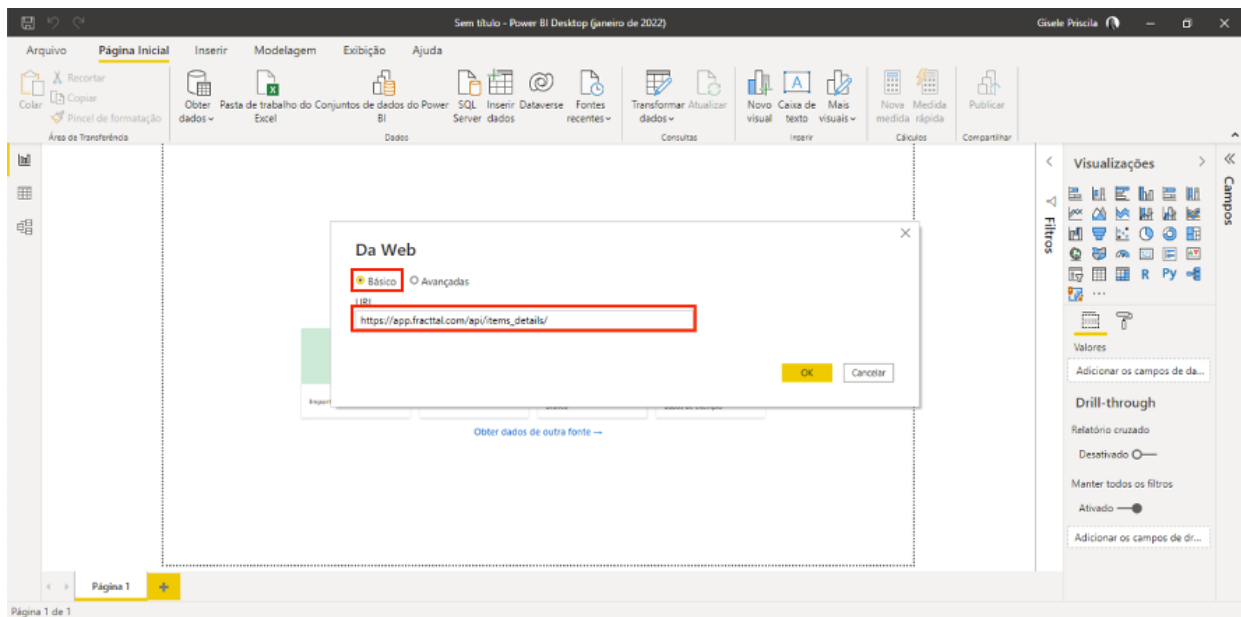 Sem título - Power BI Desktop (janeiro de 2022)
Gisele Priscila
Arquivo Página Inicial Inserir Modelagem Exibição Ajuda
Colar
Recortar
Copiar
Pincel de formatação
Área de Transferência
Obter dados
Pasta de trabalho do Excel
Conjuntos de dados do Power BI
SQL Server
Inserir dados
Dataverse
Fontes recentes
Dados
Transformar dados
Atualizar
Consultas
Novo visual
Caixa de texto
Mais visuais
Inserir
Nova medida
Medida rápida
Cálculos
Publicar
Compartilhar
Da Web
Básico Avançadas
URL
https://app.fracttal.com/api/items_details/
OK Cancelar
Obter dados de outra fonte →
Filtros
Visualizações
R Py
...
Valores
Adicionar os campos de da...
Drill-through
Relatório cruzado
Desativado
Manter todos os filtros
Ativado
Adicionar os campos de dr...
Campos
Página 1 +
Página 1 de 1